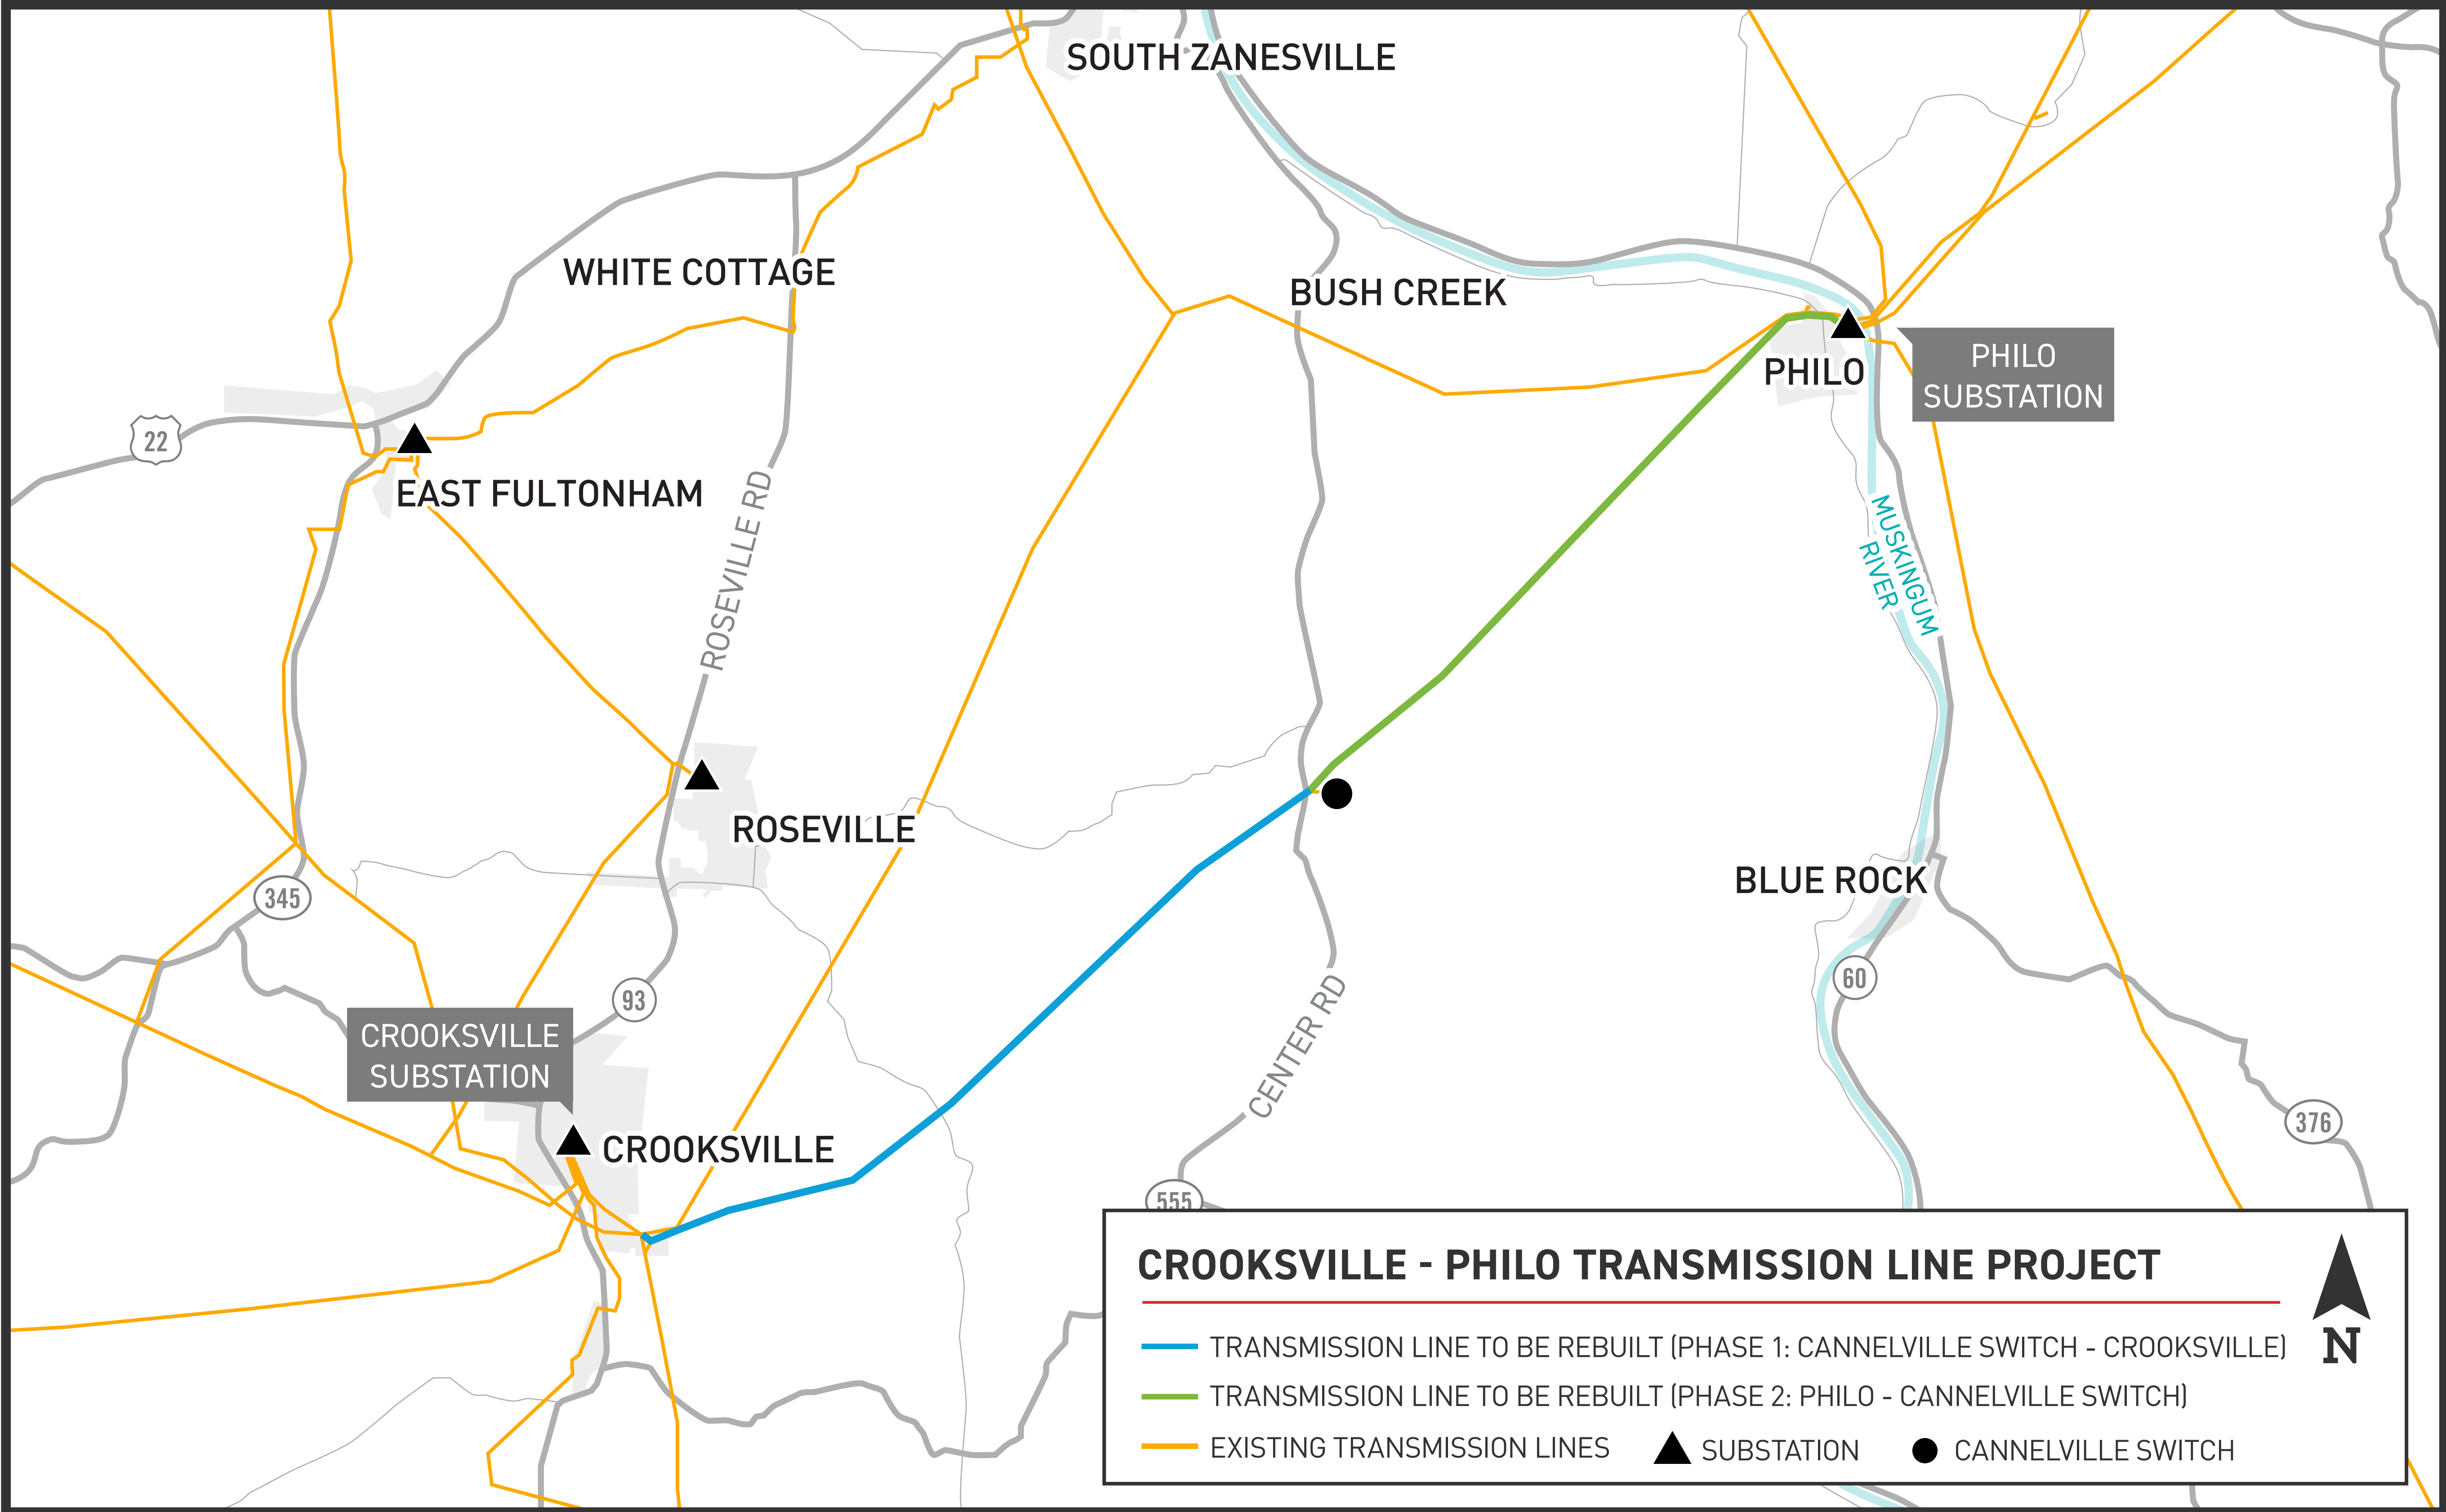 SOUTH ZANESVILLE
WHITE COTTAGE
BUSH CREEK
PHILO
PHILO
SUBSTATION
22
EAST FULTONHAM
ROSEVILLE RD
MUSKINGUM
RIVER
ROSEVILLE
BLUE ROCK
345
60
93
CROOKSVILLE
SUBSTATION
CENTER RD
376
CROOKSVILLE
555
CROOKSVILLE - PHILO TRANSMISSION LINE PROJECT
N
TRANSMISSION LINE TO BE REBUILT (PHASE 1: CANNELVILLE SWITCH - CROOKSVILLE)
TRANSMISSION LINE TO BE REBUILT (PHASE 2: PHILO - CANNELVILLE SWITCH)
EXISTING TRANSMISSION LINES
SUBSTATION
CANNELVILLE SWITCH